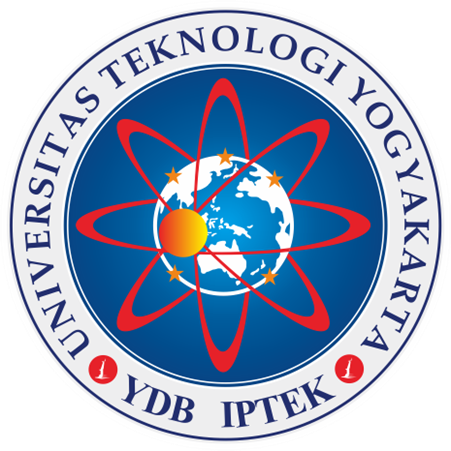 UNIVERSITAS TEKNOLOGI YOGYAKARTA
YDB IPTEK